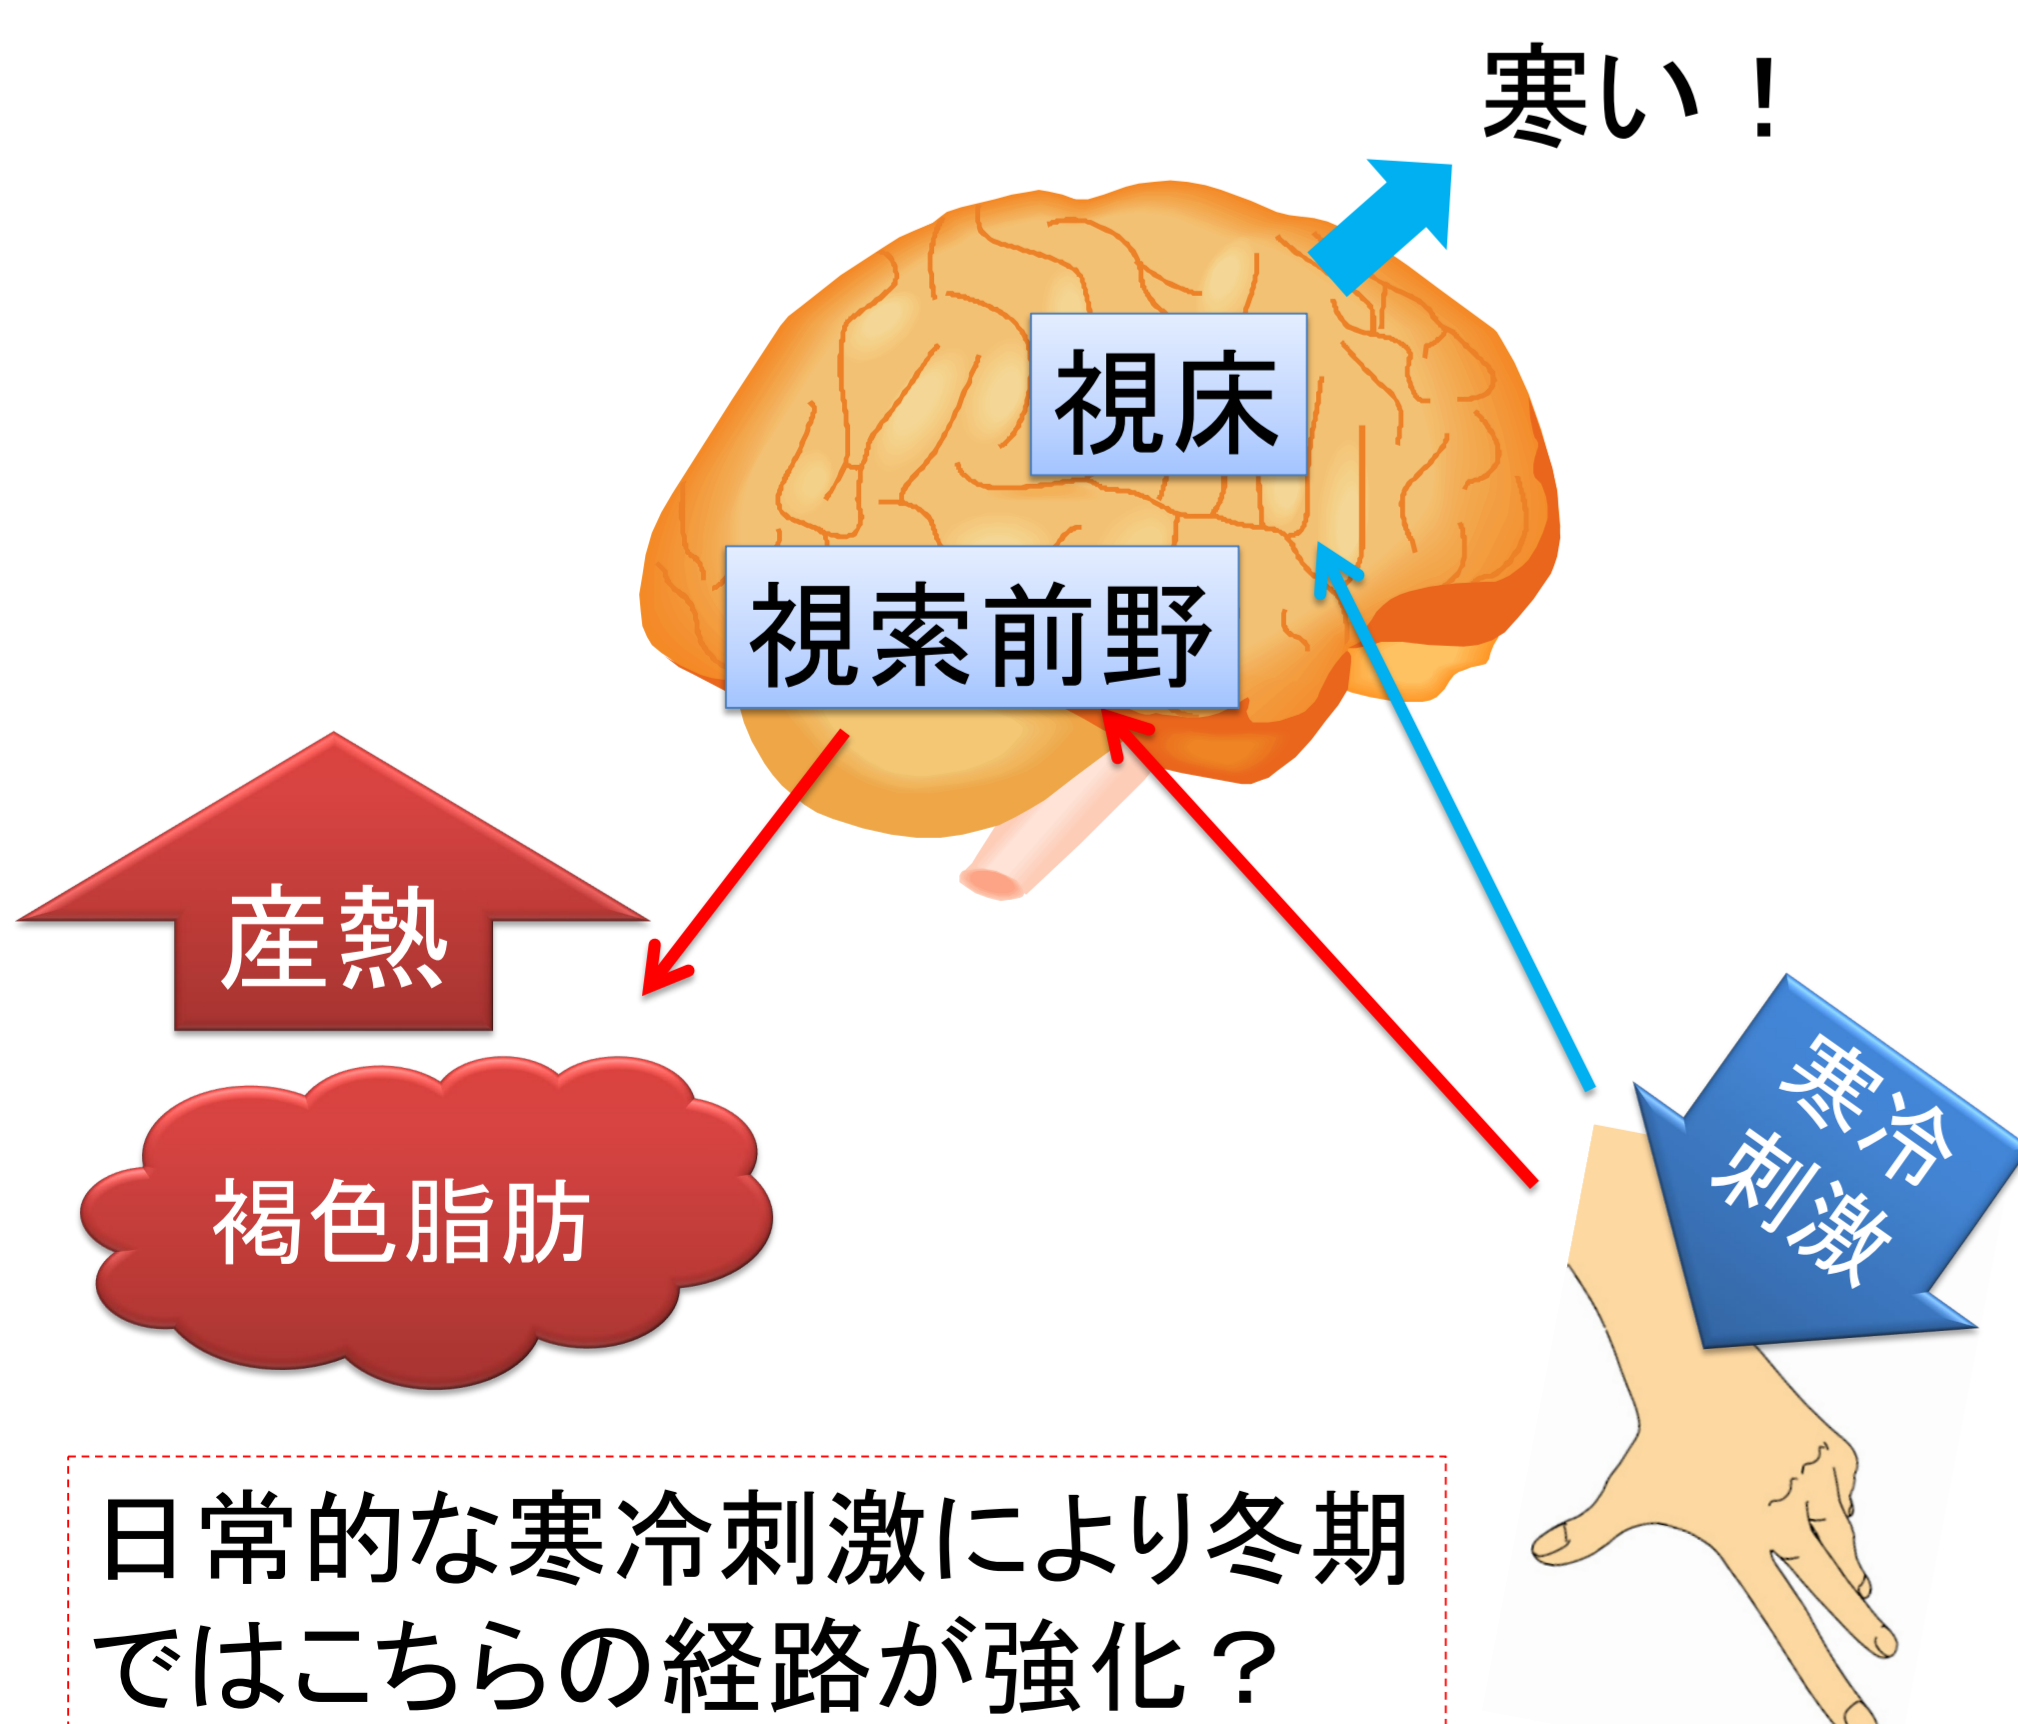 寒い！
視床
視索前野
産熱
寒冷
刺激
褐色脂肪
日常的な寒冷刺激により冬期
ではこちらの経路が強化？